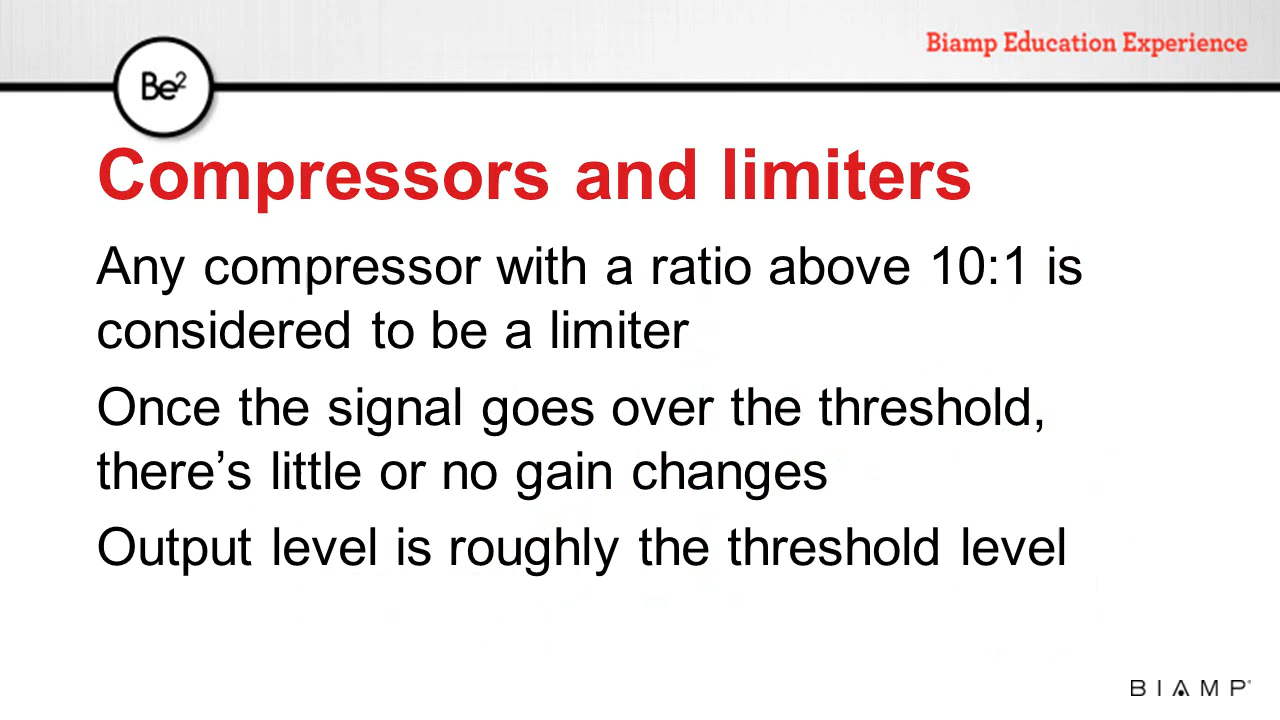 Biamp Education Experience
Be²
Compressors and limiters
Any compressor with a ratio above 10:1 is
considered to be a limiter
Once the signal goes over the threshold,
there’s little or no gain changes
Output level is roughly the threshold level
BIAMP